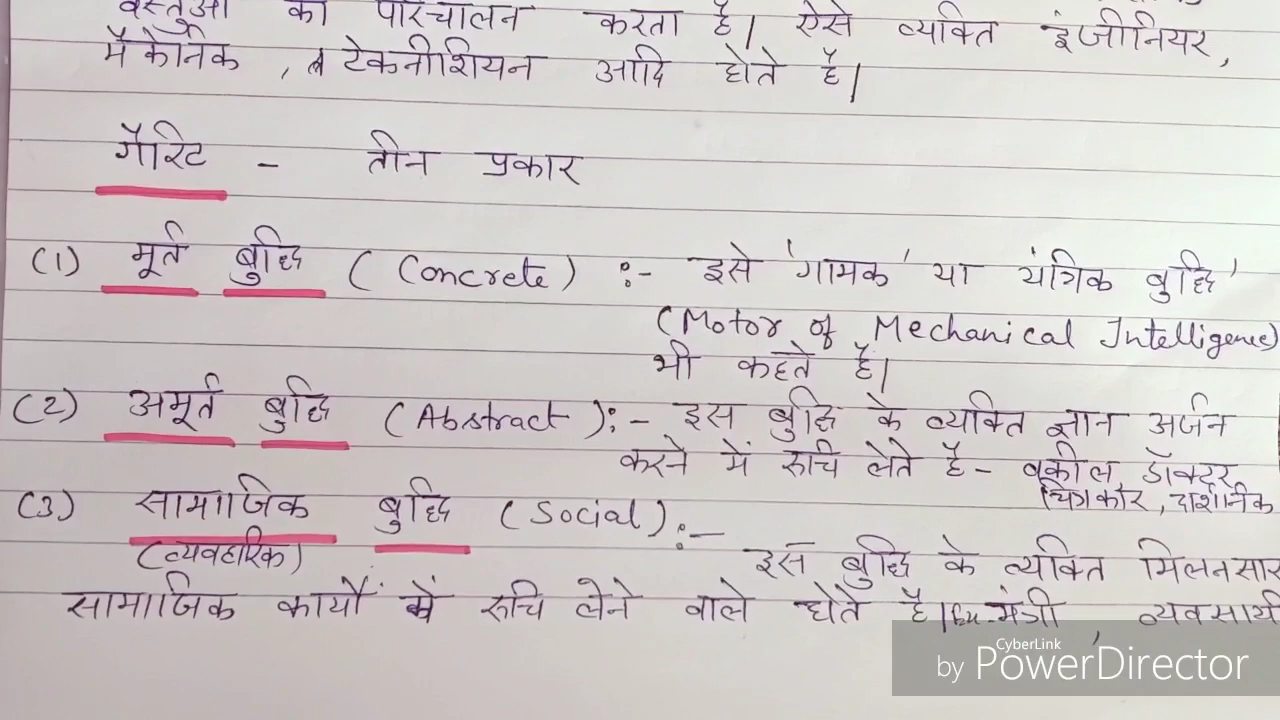 वस्तुओं का परिचालन करता है। ऐसे व्यक्ति इंजीनियर,
मैकेनिक, टेकनीशियन आदि होते है।
गैरिट - तीन प्रकार
(1) मूर्त बुद्धि (Concrete) :- इसे 'गामक' या यंत्रिक बुद्धि'
(Motor of Mechanical Intelligence)
भी कहते है।
(2) अमूर्त बुद्धि (Abstract) :- इस बुद्धि के व्यक्ति ज्ञान अर्जन
करने में रुचि लेते है - वकील डॉक्टर
चित्रकार, दार्शनिक
(3) सामाजिक बुद्धि (Social) :-
(व्यवहारिक)
इस बुद्धि के व्यक्ति मिलनसार
सामाजिक कार्यों में रुचि लेने वाले होते है। Ex-मंत्री, व्यवसायी
CyberLink
by PowerDirector